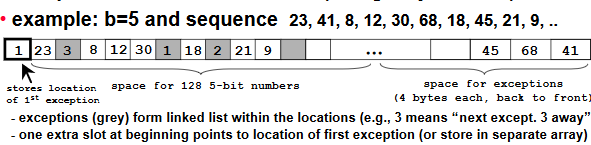 • example: b=5 and sequence 23, 41, 8, 12, 30, 68, 18, 45, 21, 9, ..
1 23 3 8 12 30 1 18 2 21 9 ... 45 68 41
stores location of 1st exception
space for 128 5-bit numbers
space for exceptions
(4 bytes each, back to front)
- exceptions (grey) form linked list within the locations (e.g., 3 means “next except. 3 away”
- one extra slot at beginning points to location of first exception (or store in separate array)